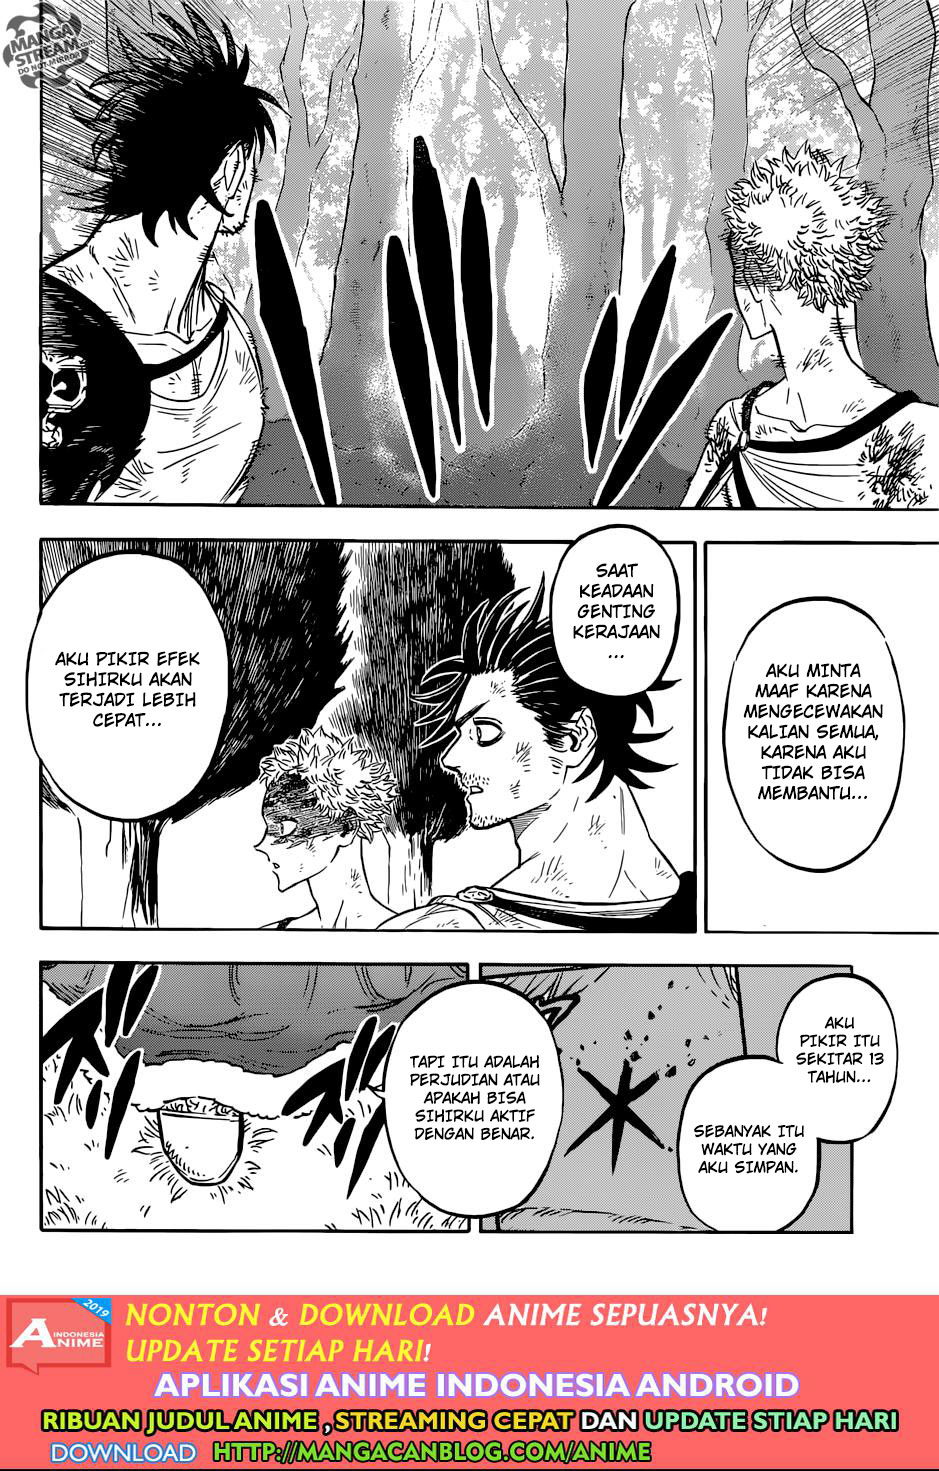 MANGA
STREAM.com
DO NOT MIRROR
AKU MINTA
MAAF KARENA
MENGECEWAKAN
KALIAN SEMUA,
KARENA AKU
TIDAK BISA
MEMBANTU...
SAAT
KEADAAN
GENTING
KERAJAAN
...
AKU PIKIR EFEK
SIHIRKU AKAN
TERJADI LEBIH
CEPAT...
AKU
PIKIR ITU
SEKITAR 13
TAHUN...
SEBANYAK ITU
WAKTU YANG
AKU SIMPAN.
TAPI ITU ADALAH
PERJUDIAN ATAU
APAKAH BISA
SIHIRKU AKTIF
DENGAN BENAR.
2019
INDONESIA
ANIME
NONTON & DOWNLOAD ANIME SEPUASNYA!
UPDATE SETIAP HARI!
APLIKASI ANIME INDONESIA ANDROID
RIBUAN JUDUL ANIME , STREAMING CEPAT DAN UPDATE STIAP HARI
DOWNLOAD HTTP://MANGACANBLOG.COM/ANIME